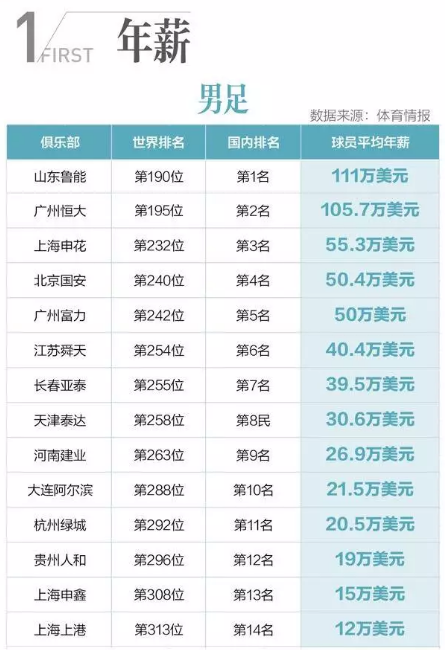 1 FIRST 年薪
男足
数据来源：体育情报
俱乐部 世界排名 国内排名 球员平均年薪
山东鲁能 第190位 第1名 111万美元
广州恒大 第195位 第2名 105.7万美元
上海申花 第232位 第3名 55.3万美元
北京国安 第240位 第4名 50.4万美元
广州富力 第242位 第5名 50万美元
江苏舜天 第254位 第6名 40.4万美元
长春亚泰 第255位 第7名 39.5万美元
天津泰达 第258位 第8民 30.6万美元
河南建业 第263位 第9名 26.9万美元
大连阿尔滨 第288位 第10名 21.5万美元
杭州绿城 第292位 第11名 20.5万美元
贵州人和 第296位 第12名 19万美元
上海申鑫 第308位 第13名 15万美元
上海上港 第313位 第14名 12万美元